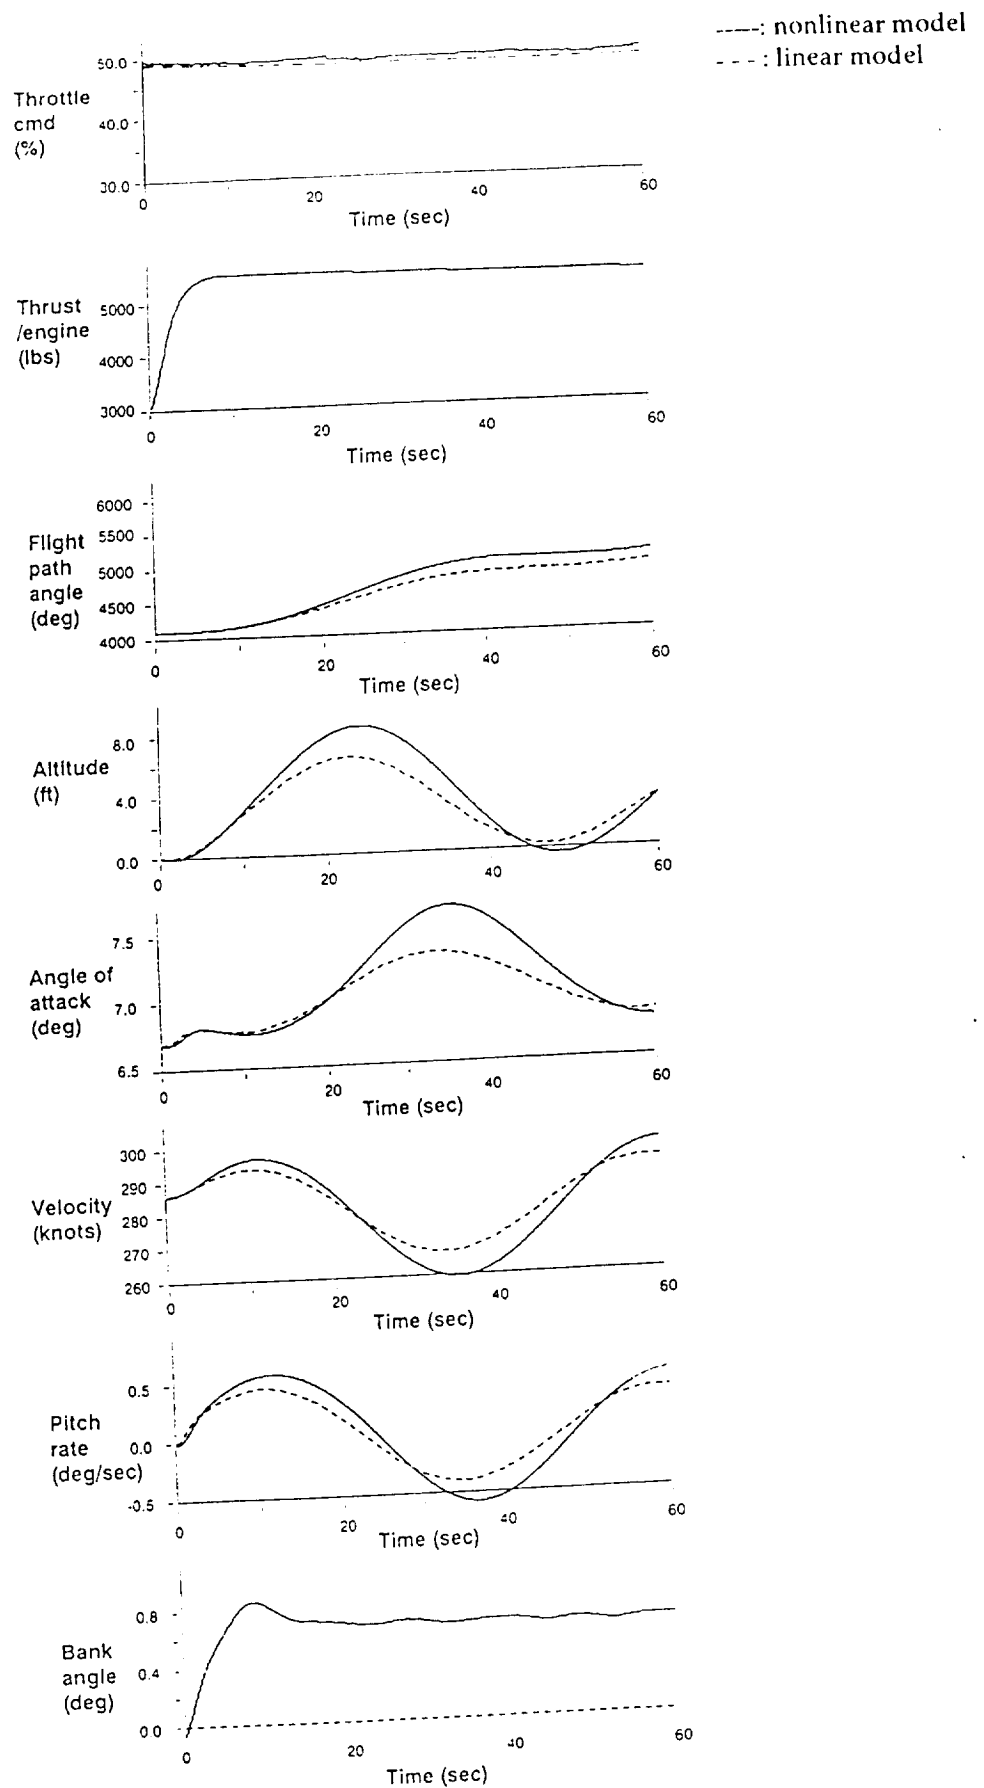 -----: nonlinear model
- - - : linear model
50.0
Throttle
cmd
(%)
40.0
30.0
0
20
40
60
Time (sec)
Thrust
/engine
(lbs)
5000
4000
3000
0
20
40
60
Time (sec)
6000
5500
Flight
path
angle
(deg)
5000
4500
4000
0
20
40
60
Time (sec)
8.0
Altitude
(ft)
4.0
0.0
0
20
40
60
7.5
Angle of
attack
(deg)
7.0
6.5
0
20
40
60
Time (sec)
300
290
Velocity
(knots)
280
270
260
0
20
40
60
Time (sec)
0.5
Pitch
rate
(deg/sec)
0.0
-0.5
0
20
40
60
Time (sec)
0.8
Bank
angle
(deg)
0.4
0.0
0
20
40
60
Time (sec)